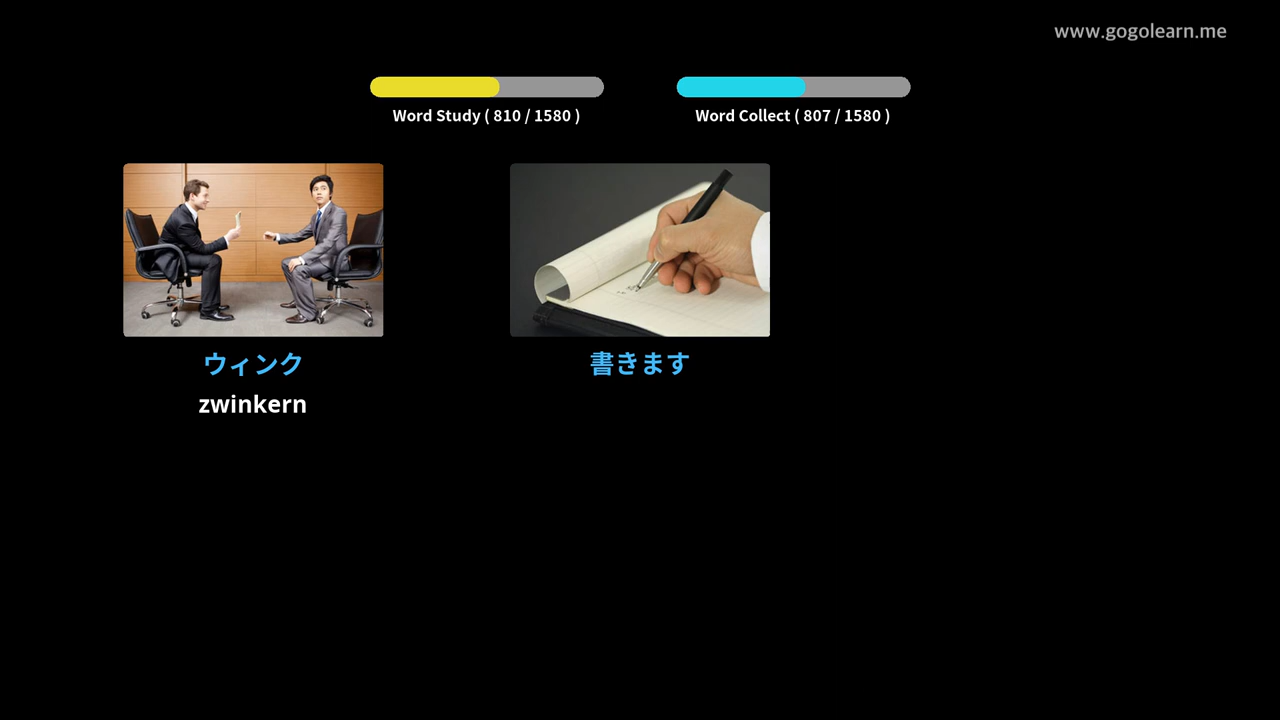 www.gogolearn.me
Word Study ( 810 / 1580 )
Word Collect ( 807 / 1580 )
ウィンク
zwinkern
書きます